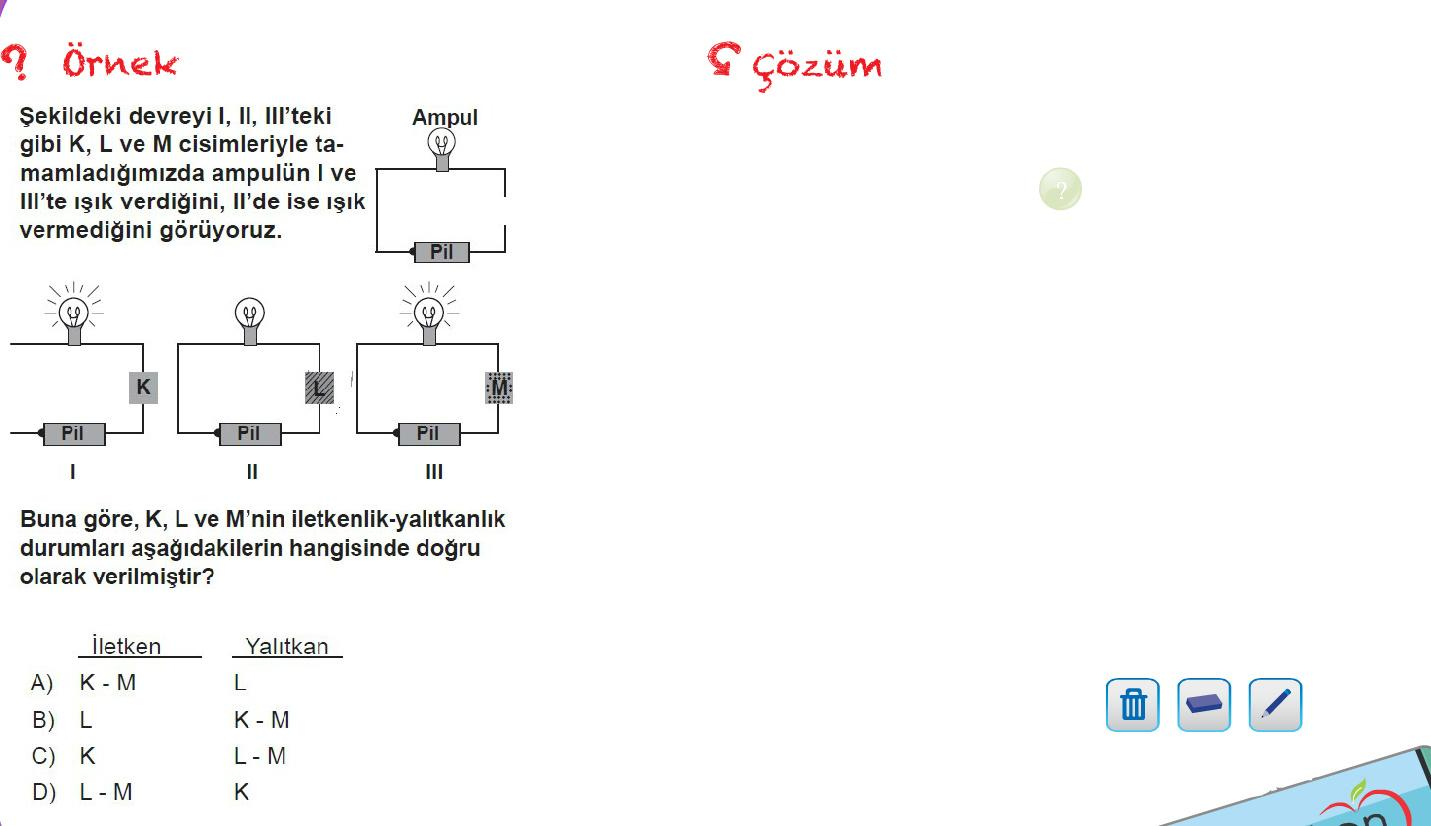 ? Örnek
Çözüm
Şekildeki devreyi I, II, III'teki
gibi K, L ve M cisimleriyle ta-
mamladığımızda ampulün I ve
III'te ışık verdiğini, II'de ise ışık
vermediğini görüyoruz.
Ampul
Pil
?
K
L
M
Pil
Pil
Pil
I
II
III
Buna göre, K, L ve M'nin iletkenlik-yalıtkanlık
durumları aşağıdakilerin hangisinde doğru
olarak verilmiştir?
İletken Yalıtkan
A) K - M L
B) L K - M
C) K L - M
D) L - M K